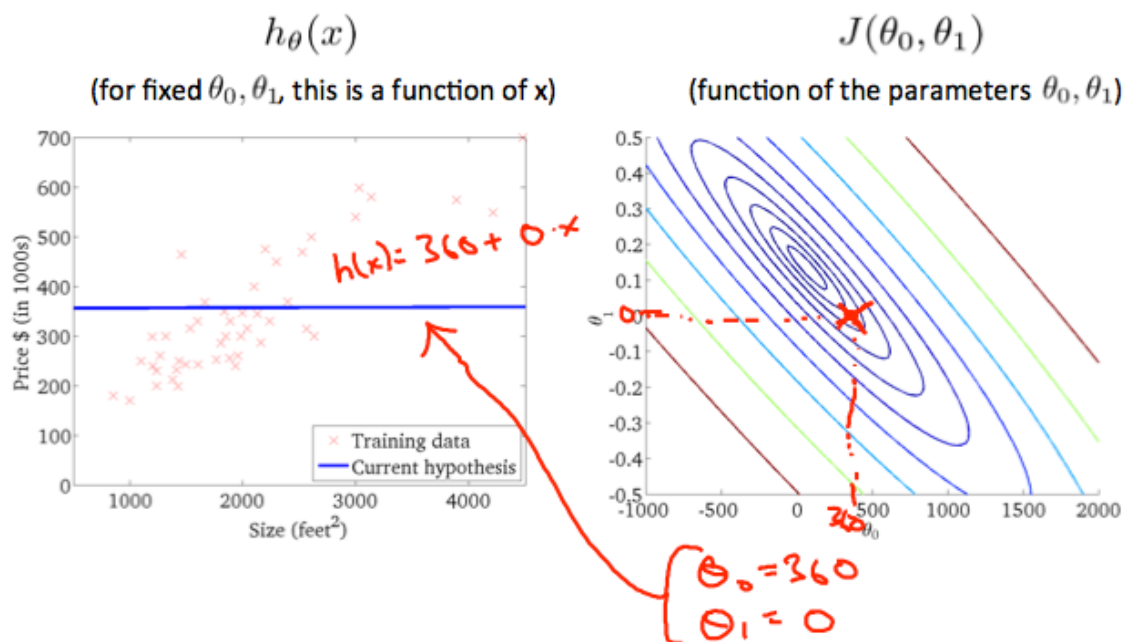 h_θ(x)
(for fixed θ₀, θ₁, this is a function of x)
700
600
500
400
300
200
100
0
Price $ (in 1000s)
1000
2000
3000
4000
Size (feet²)
Training data
Current hypothesis
h(x) = 360 + 0·x
J(θ₀, θ₁)
(function of the parameters θ₀, θ₁)
0.5
0.4
0.3
0.2
0.1
0
0
-0.1
-0.2
-0.3
-0.4
-0.5
θ₁
-1000
-500
0
500
1000
1500
2000
360
θ₀
θ₀ = 360
θ₁ = 0